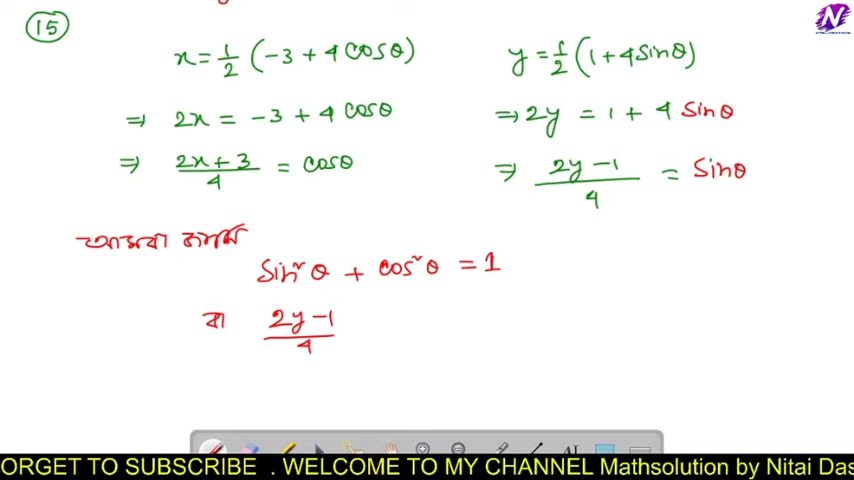 15
x = 1/2 (-3 + 4 cosθ)
y = 1/2 (1 + 4 sinθ)
⇒ 2x = -3 + 4 cosθ
⇒ 2y = 1 + 4 sinθ
⇒ (2x + 3)/4 = cosθ
⇒ (2y - 1)/4 = sinθ
আমরা জানি
Sin²θ + cos²θ = 1
বা (2y - 1)/4
ORGET TO SUBSCRIBE . WELCOME TO MY CHANNEL Mathsolution by Nitai Das